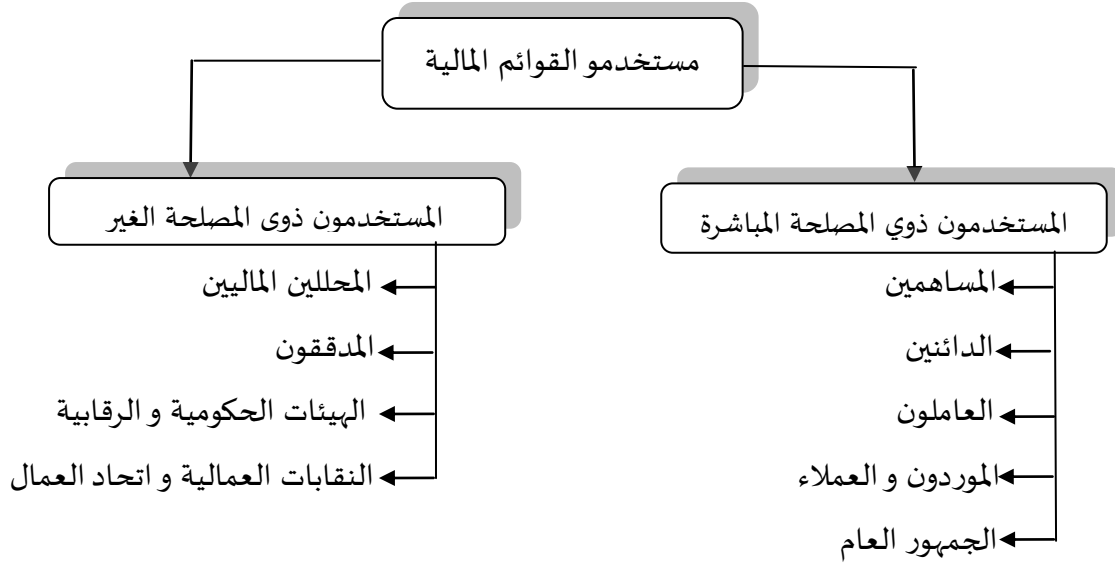 مستخدمو القوائم المالية
المستخدمون ذوي المصلحة المباشرة
المساهمين
الدائنين
العاملون
الموردون و العملاء
الجمهور العام
المستخدمون ذوى المصلحة الغير
المحللين الماليين
المدققون
الهيئات الحكومية و الرقابية
النقابات العمالية و اتحاد العمال